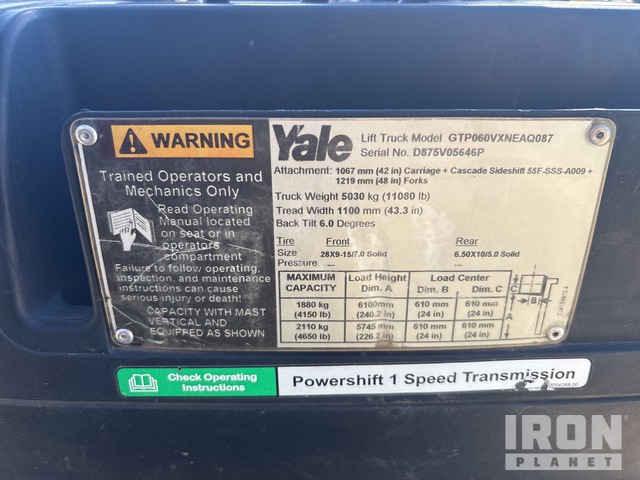 WARNING
Trained Operators and
Mechanics Only
Read Operating
Manual located
on seat or in
operators
compartment
Failure to follow operating,
inspection, and maintenance
instructions can cause
serious injury or death!
CAPACITY WITH MAST
VERTICAL AND
EQUIPPED AS SHOWN
Yale
Lift Truck Model GTP060VXNEAQ087
Serial No. D875V05646P
Attachment: 1067 mm (42 in) Carriage + Cascade Sideshift 55F-SSS-A009 +
1219 mm (48 in) Forks
Truck Weight 5030 kg (11080 lb)
Tread Width 1100 mm (43.3 in)
Back Tilt 6.0 Degrees
Tire Front Rear
Size 28X9-15/7.0 Solid 6.50X10/5.0 Solid
Pressure --- ---
MAXIMUM Load Height Load Center
CAPACITY Dim. A Dim. B Dim. C
1880 kg 6100mm 610 mm 610 mm
(4150 lb) (240.2 in) (24 in) (24 in)
2110 kg 5745mm 610 mm 610 mm
(4650 lb) (226.2 in) (24 in) (24 in)
C
B
A
Check Operating
Instructions
Powershift 1 Speed Transmission
IRON
PLANET